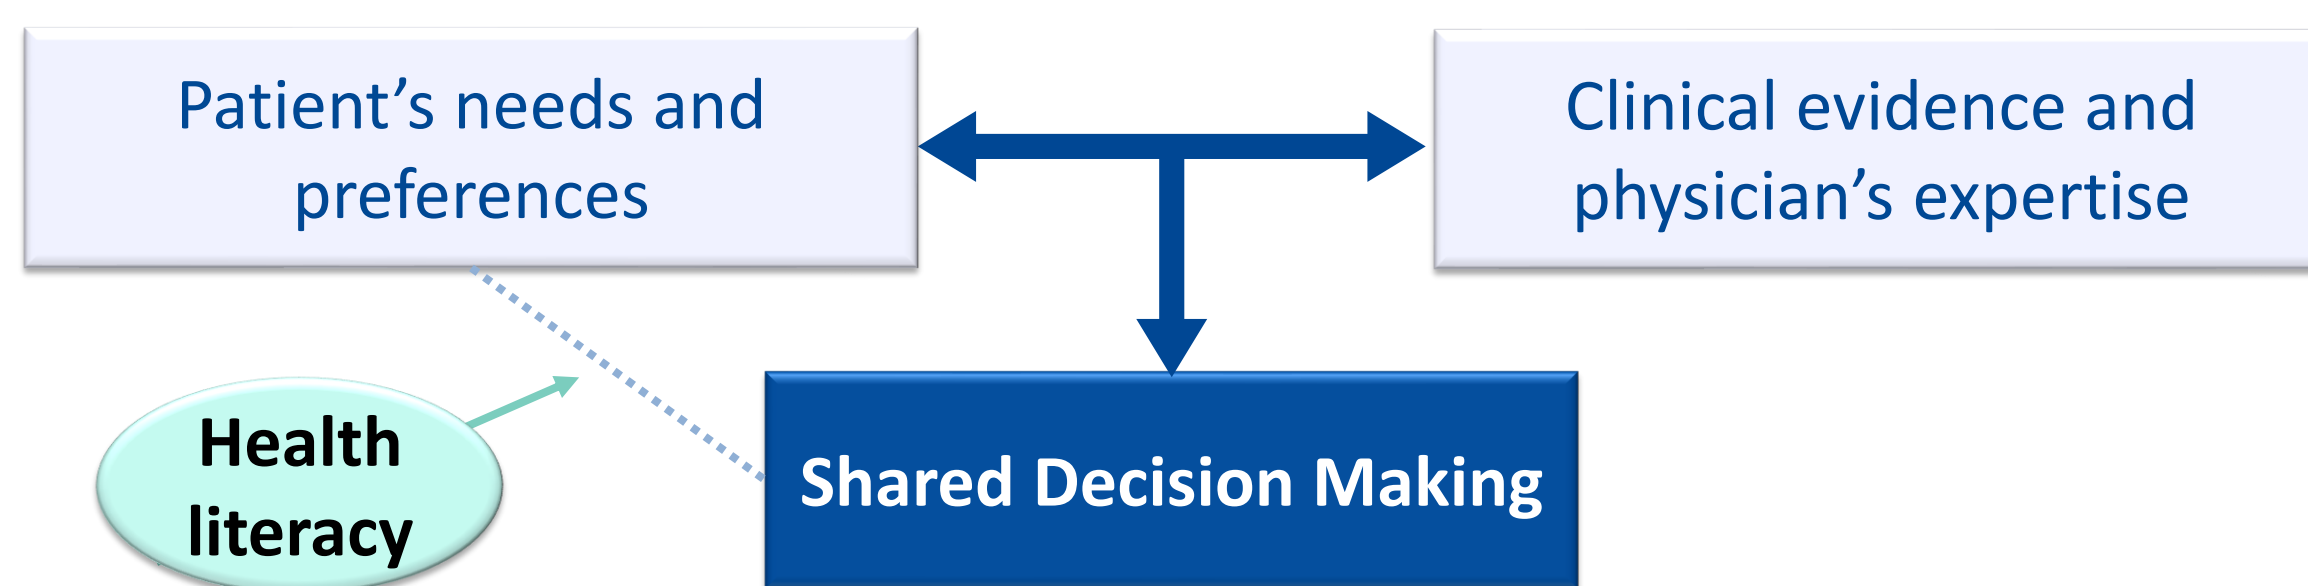 Patient’s needs and
preferences
Clinical evidence and
physician’s expertise
Health
literacy
Shared Decision Making